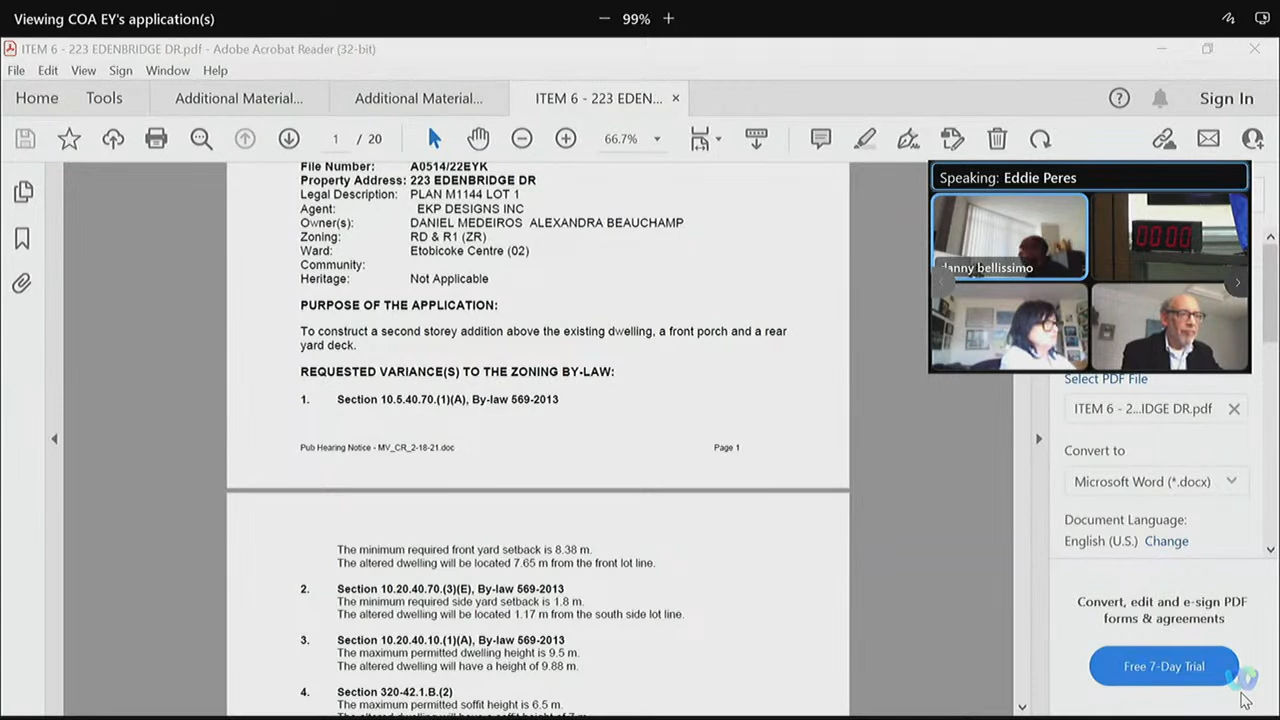 Viewing COA EY's application(s)
99%
ITEM 6 - 223 EDENBRIDGE DR.pdf - Adobe Acrobat Reader (32-bit)
File Edit View Sign Window Help
Home Tools Additional Material... Additional Material... ITEM 6 - 223 EDEN... Sign In
1 / 20 66.7%
File Number: A0514/22EYK
Property Address: 223 EDENBRIDGE DR
Legal Description: PLAN M1144 LOT 1
Agent: EKP DESIGNS INC
Owner(s): DANIEL MEDEIROS ALEXANDRA BEAUCHAMP
Zoning: RD & R1 (ZR)
Ward: Etobicoke Centre (02)
Community:
Heritage: Not Applicable
PURPOSE OF THE APPLICATION:
To construct a second storey addition above the existing dwelling, a front porch and a rear
yard deck.
REQUESTED VARIANCE(S) TO THE ZONING BY-LAW:
1. Section 10.5.40.70.(1)(A), By-law 569-2013
Pub Hearing Notice - MV_CR_2-18-21.doc Page 1
The minimum required front yard setback is 8.38 m.
The altered dwelling will be located 7.65 m from the front lot line.
2. Section 10.20.40.70.(3)(E), By-law 569-2013
The minimum required side yard setback is 1.8 m.
The altered dwelling will be located 1.17 m from the south side lot line.
3. Section 10.20.40.10.(1)(A), By-law 569-2013
The maximum permitted dwelling height is 9.5 m.
The altered dwelling will have a height of 9.88 m.
4. Section 320-42.1.B.(2)
The maximum permitted soffit height is 6.5 m.
Speaking: Eddie Peres
danny bellissimo
00:00
Select PDF File
ITEM 6 - 2...IDGE DR.pdf
Convert to
Microsoft Word (*.docx)
Document Language:
English (U.S.) Change
Convert, edit and e-sign PDF
forms & agreements
Free 7-Day Trial